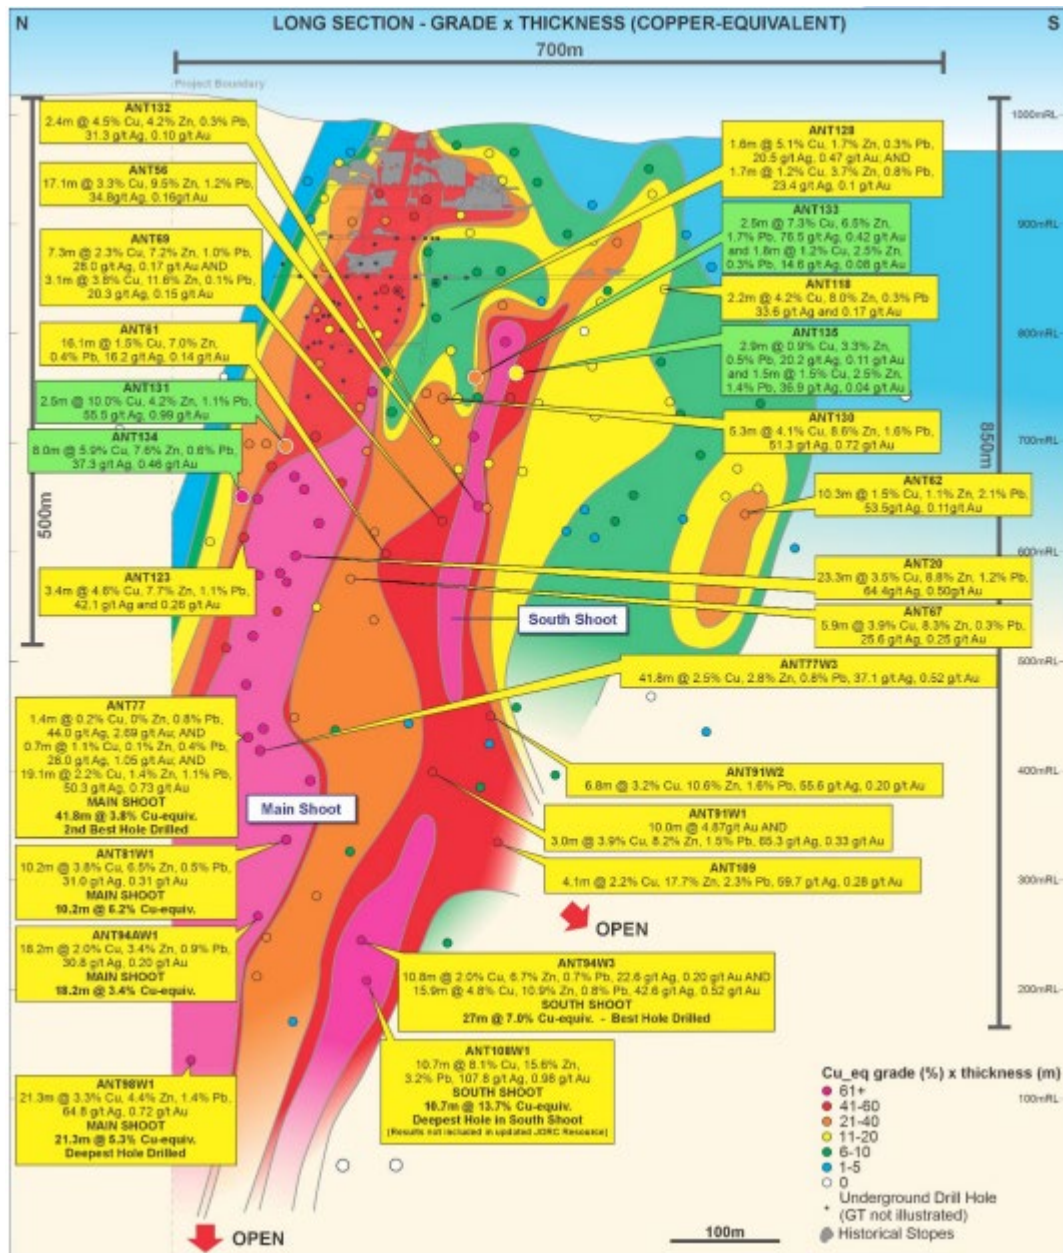 N
LONG SECTION - GRADE x THICKNESS (COPPER-EQUIVALENT)
S
700m
Project Boundary
ANT132
2.4m @ 4.5% Cu, 4.2% Zn, 0.3% Pb,
31.3 g/t Ag, 0.10 g/t Au
ANT56
17.1m @ 3.3% Cu, 9.5% Zn, 1.2% Pb,
34.8g/t Ag, 0.16g/t Au
ANT69
7.3m @ 2.3% Cu, 7.2% Zn, 1.0% Pb,
28.0 g/t Ag, 0.17 g/t Au AND
3.1m @ 3.8% Cu, 11.6% Zn, 0.1% Pb,
20.3 g/t Ag, 0.15 g/t Au
ANT61
16.1m @ 1.5% Cu, 7.0% Zn,
0.4% Pb, 16.2 g/t Ag, 0.14 g/t Au
ANT131
2.5m @ 10.0% Cu, 4.2% Zn, 1.1% Pb,
55.5 g/t Ag, 0.99 g/t Au
ANT134
8.0m @ 5.9% Cu, 7.6% Zn, 0.6% Pb,
37.3 g/t Ag, 0.46 g/t Au
500m
ANT123
3.4m @ 4.6% Cu, 7.7% Zn, 1.1% Pb,
42.1 g/t Ag and 0.26 g/t Au
ANT77
1.4m @ 0.2% Cu, 0% Zn, 0.8% Pb,
44.0 g/t Ag, 2.69 g/t Au; AND
0.7m @ 1.1% Cu, 0.1% Zn, 0.4% Pb,
28.0 g/t Ag, 1.05 g/t Au; AND
19.1m @ 2.2% Cu, 1.4% Zn, 1.1% Pb,
50.3 g/t Ag, 0.73 g/t Au
MAIN SHOOT
41.8m @ 3.8% Cu-equiv.
2nd Best Hole Drilled
ANT81W1
10.2m @ 3.8% Cu, 6.5% Zn, 0.5% Pb,
31.0 g/t Ag, 0.31 g/t Au
MAIN SHOOT
10.2m @ 6.2% Cu-equiv.
ANT94AW1
18.2m @ 2.0% Cu, 3.4% Zn, 0.9% Pb,
30.8 g/t Ag, 0.20 g/t Au
MAIN SHOOT
18.2m @ 3.4% Cu-equiv.
ANT98W1
21.3m @ 3.3% Cu, 4.4% Zn, 1.4% Pb,
64.8 g/t Ag, 0.72 g/t Au
MAIN SHOOT
21.3m @ 5.3% Cu-equiv.
Deepest Hole Drilled
OPEN
ANT128
1.6m @ 5.1% Cu, 1.7% Zn, 0.3% Pb,
20.5 g/t Ag, 0.47 g/t Au; AND
1.7m @ 1.2% Cu, 3.7% Zn, 0.8% Pb,
23.4 g/t Ag, 0.1 g/t Au
ANT133
2.5m @ 7.3% Cu, 6.5% Zn,
1.7% Pb, 76.5 g/t Ag, 0.42 g/t Au
and 1.8m @ 1.2% Cu, 2.5% Zn,
0.3% Pb, 14.6 g/t Ag, 0.08 g/t Au
ANT118
2.2m @ 4.2% Cu, 8.0% Zn, 0.3% Pb
33.6 g/t Ag and 0.17 g/t Au
ANT135
2.9m @ 0.9% Cu, 3.3% Zn,
0.5% Pb, 20.2 g/t Ag, 0.11 g/t Au
and 1.5m @ 1.5% Cu, 2.5% Zn,
1.4% Pb, 36.9 g/t Ag, 0.04 g/t Au
ANT130
5.3m @ 4.1% Cu, 8.6% Zn, 1.6% Pb,
51.3 g/t Ag, 0.72 g/t Au
ANT62
10.3m @ 1.5% Cu, 1.1% Zn, 2.1% Pb,
53.5g/t Ag, 0.11g/t Au
ANT20
23.3m @ 3.5% Cu, 8.8% Zn, 1.2% Pb,
64.4g/t Ag, 0.50g/t Au
ANT67
5.9m @ 3.9% Cu, 8.3% Zn, 0.3% Pb,
25.6 g/t Ag, 0.25 g/t Au
South Shoot
ANT77W3
41.8m @ 2.5% Cu, 2.8% Zn, 0.8% Pb, 37.1 g/t Ag, 0.52 g/t Au
ANT91W2
6.8m @ 3.2% Cu, 10.6% Zn, 1.6% Pb, 55.6 g/t Ag, 0.20 g/t Au
Main Shoot
ANT91W1
10.0m @ 4.87g/t Au AND
3.0m @ 3.9% Cu, 8.2% Zn, 1.5% Pb, 65.3 g/t Ag, 0.33 g/t Au
ANT109
4.1m @ 2.2% Cu, 17.7% Zn, 2.3% Pb, 59.7 g/t Ag, 0.28 g/t Au
OPEN
ANT94W3
10.8m @ 2.0% Cu, 6.7% Zn, 0.7% Pb, 22.6 g/t Ag, 0.20 g/t Au AND
15.9m @ 4.8% Cu, 10.9% Zn, 0.8% Pb, 42.6 g/t Ag, 0.52 g/t Au
SOUTH SHOOT
27m @ 7.0% Cu-equiv. - Best Hole Drilled
ANT108W1
10.7m @ 8.1% Cu, 15.6% Zn,
3.2% Pb, 107.8 g/t Ag, 0.98 g/t Au
SOUTH SHOOT
10.7m @ 13.7% Cu-equiv.
Deepest Hole in South Shoot
(Results not included in updated JORC Resource)
1000mRL
900mRL
800mRL
700mRL
600mRL
500mRL
400mRL
300mRL
200mRL
100mRL
850m
Cu_eq grade (%) x thickness (m)
61+
41-60
21-40
11-20
6-10
1-5
0
Underground Drill Hole
(GT not illustrated)
Historical Stopes
100m